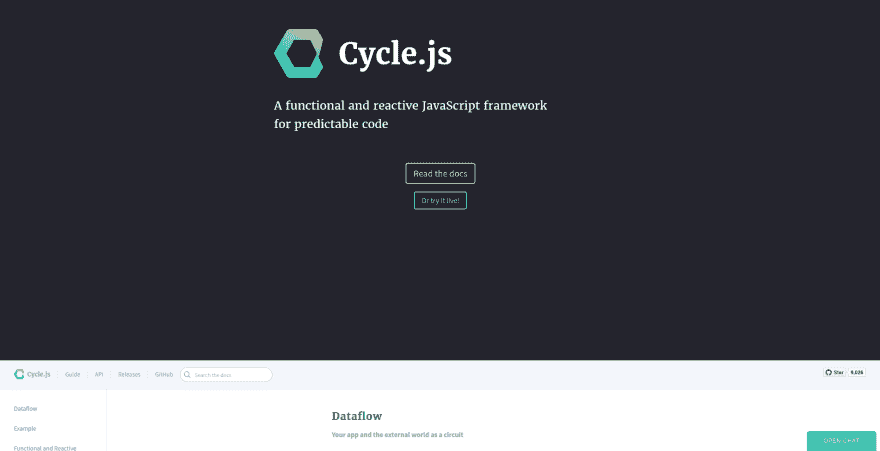 Cycle.js
A functional and reactive JavaScript framework
for predictable code
Read the docs
Or try it live!
Cycle.js Guide API Releases GitHub Search the docs Star 9,026
Dataflow
Example
Functional and Reactive
Dataflow
Your app and the external world as a circuit
OPEN CHAT